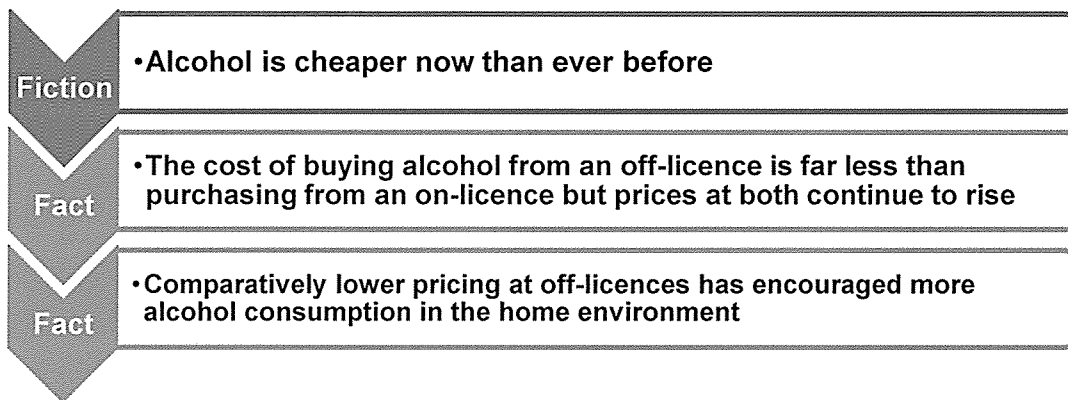 Fiction
•Alcohol is cheaper now than ever before
Fact
•The cost of buying alcohol from an off-licence is far less than
purchasing from an on-licence but prices at both continue to rise
Fact
•Comparatively lower pricing at off-licences has encouraged more
alcohol consumption in the home environment